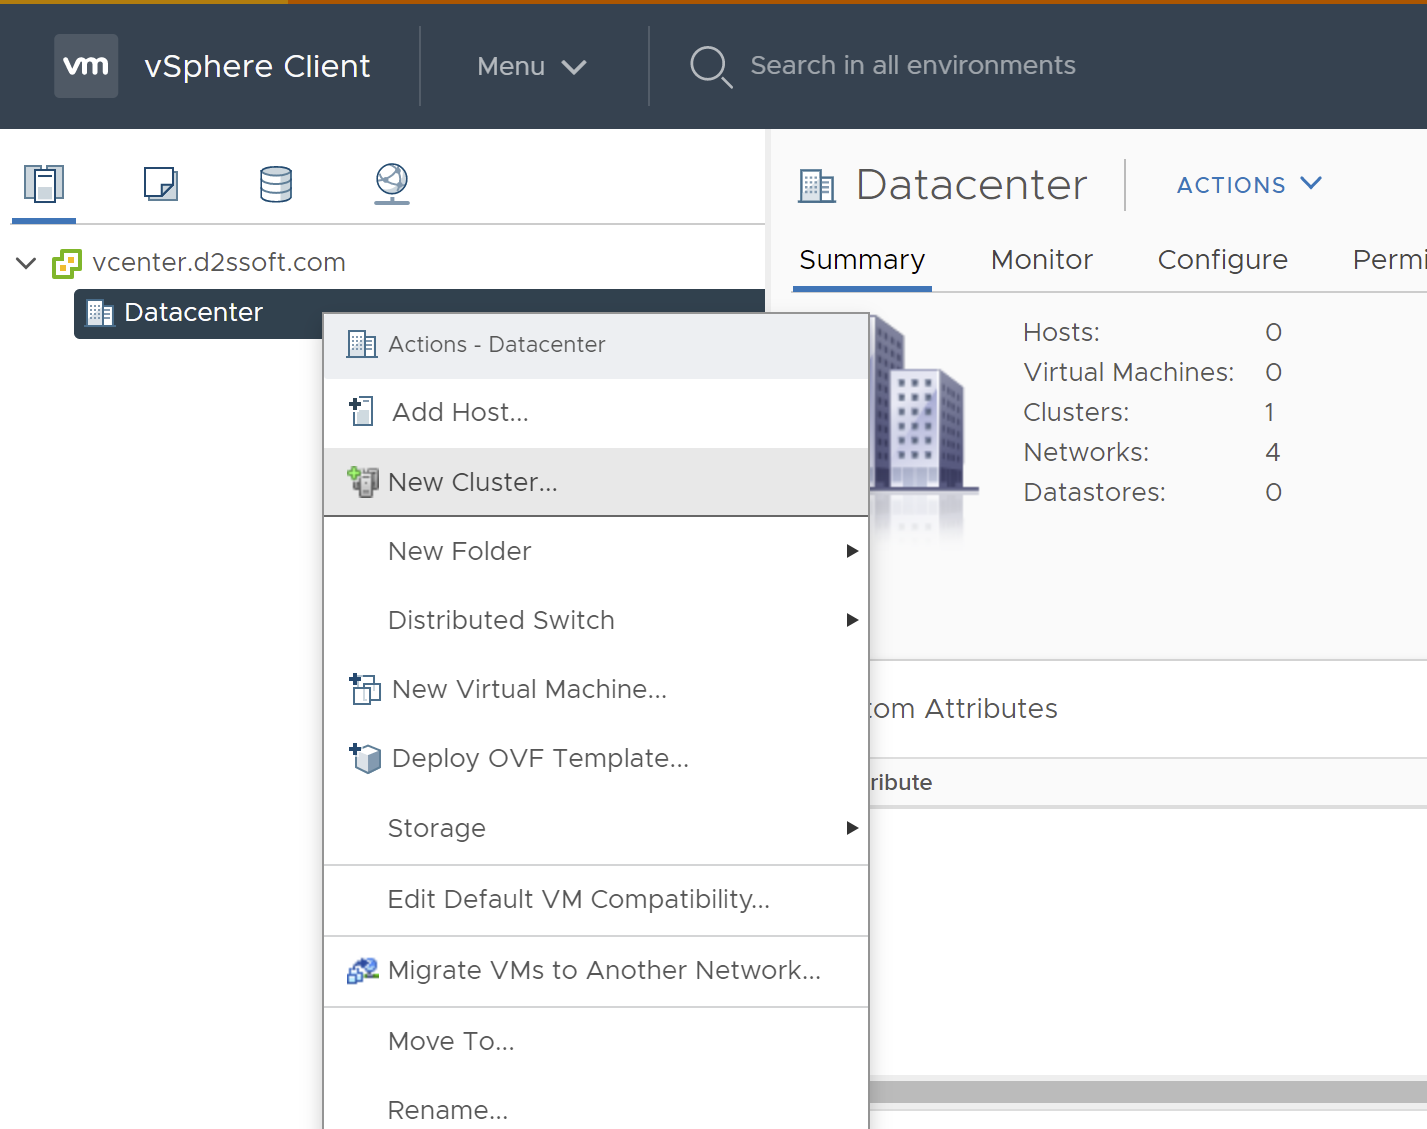 vm vSphere Client Menu Search in all environments
vcenter.d2ssoft.com
Datacenter
Actions - Datacenter
Add Host...
New Cluster...
New Folder
Distributed Switch
New Virtual Machine...
Deploy OVF Template...
Storage
Edit Default VM Compatibility...
Migrate VMs to Another Network...
Move To...
Rename...
Datacenter ACTIONS
Summary Monitor Configure Permi
Hosts: 0
Virtual Machines: 0
Clusters: 1
Networks: 4
Datastores: 0
tom Attributes
ribute